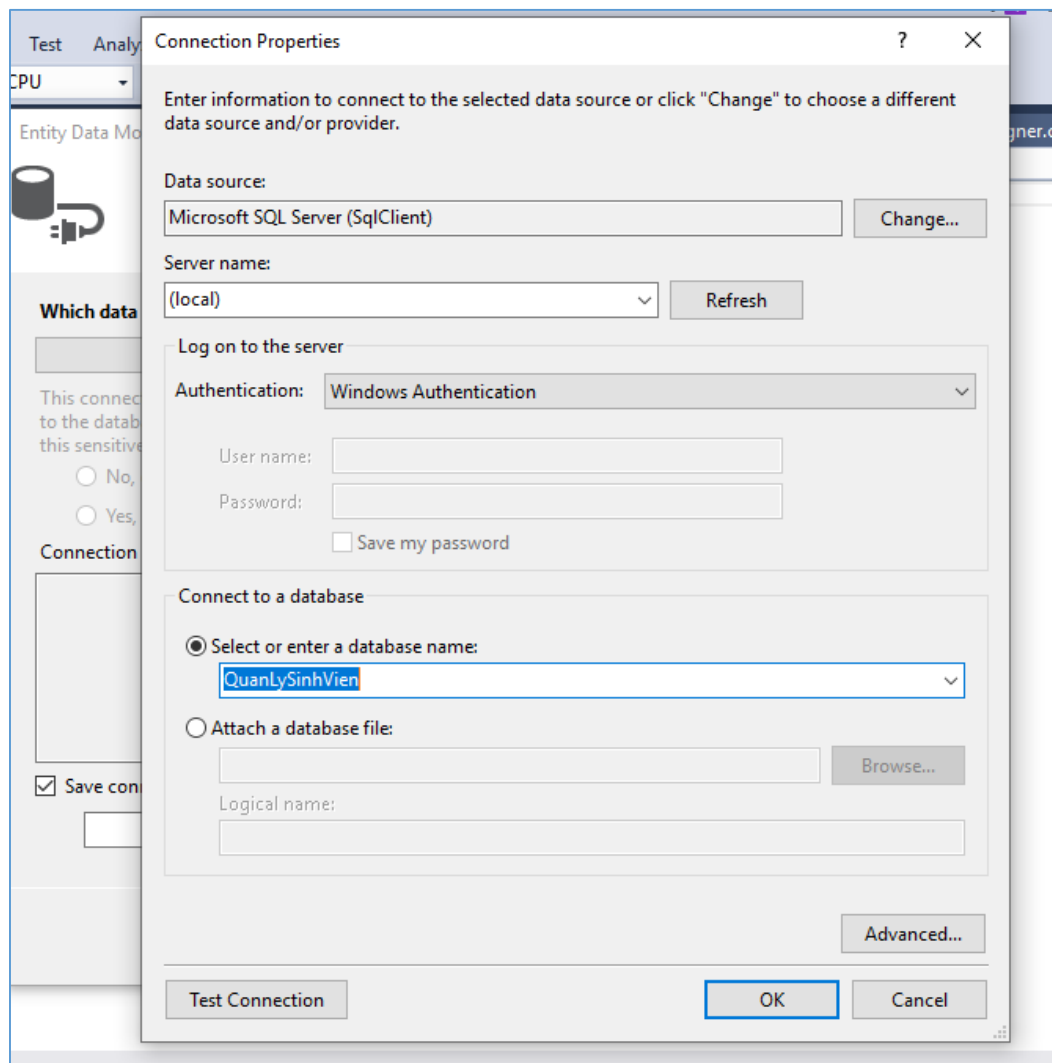 Test Analy
CPU
Entity Data Mo
gner.c
Which data
This connec
to the datab
this sensitive
No,
Yes,
Connection
Save con
Connection Properties
?
Enter information to connect to the selected data source or click "Change" to choose a different
data source and/or provider.
Data source:
Microsoft SQL Server (SqlClient)
Change...
Server name:
(local)
Refresh
Log on to the server
Authentication:
Windows Authentication
User name:
Password:
Save my password
Connect to a database
Select or enter a database name:
QuanLySinhVien
Attach a database file:
Browse...
Logical name:
Advanced...
Test Connection
OK
Cancel